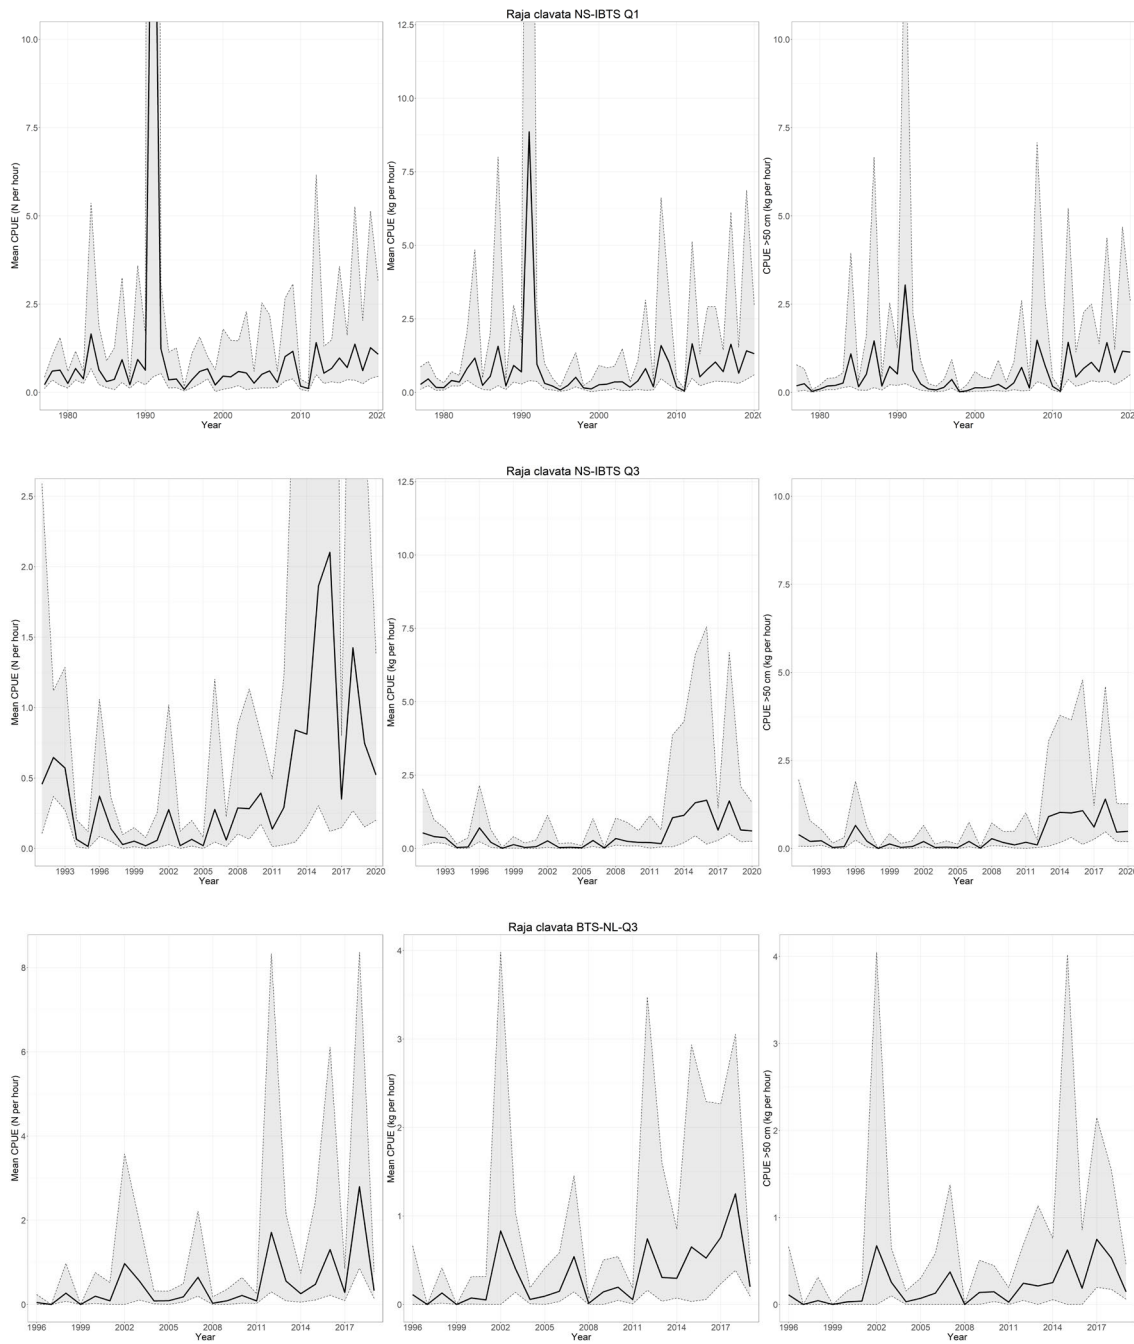 Raja clavata NS-IBTS Q1
Mean CPUE (N per hour)
10.0
7.5
5.0
2.5
0.0
1980 1990 2000 2010 2020
Year
Mean CPUE (kg per hour)
12.5
10.0
7.5
5.0
2.5
0.0
1980 1990 2000 2010 202
Year
CPUE >50 cm (kg per hour)
10.0
7.5
5.0
2.5
0.0
1980 1990 2000 2010 202
Year
Raja clavata NS-IBTS Q3
Mean CPUE (N per hour)
2.5
2.0
1.5
1.0
0.5
0.0
1993 1996 1999 2002 2005 2008 2011 2014 2017 2020
Year
Mean CPUE (kg per hour)
12.5
10.0
7.5
5.0
2.5
0.0
1993 1996 1999 2002 2005 2008 2011 2014 2017 2020
Year
CPUE >50 cm (kg per hour)
10.0
7.5
5.0
2.5
0.0
1993 1996 1999 2002 2005 2008 2011 2014 2017 2020
Year
Raja clavata BTS-NL-Q3
Mean CPUE (N per hour)
8
6
4
2
0
1996 1999 2002 2005 2008 2011 2014 2017
Year
Mean CPUE (kg per hour)
4
3
2
1
0
1996 1999 2002 2005 2008 2011 2014 2017
Year
CPUE >50 cm (kg per hour)
4
3
2
1
0
1996 1999 2002 2005 2008 2011 2014 2017
Year